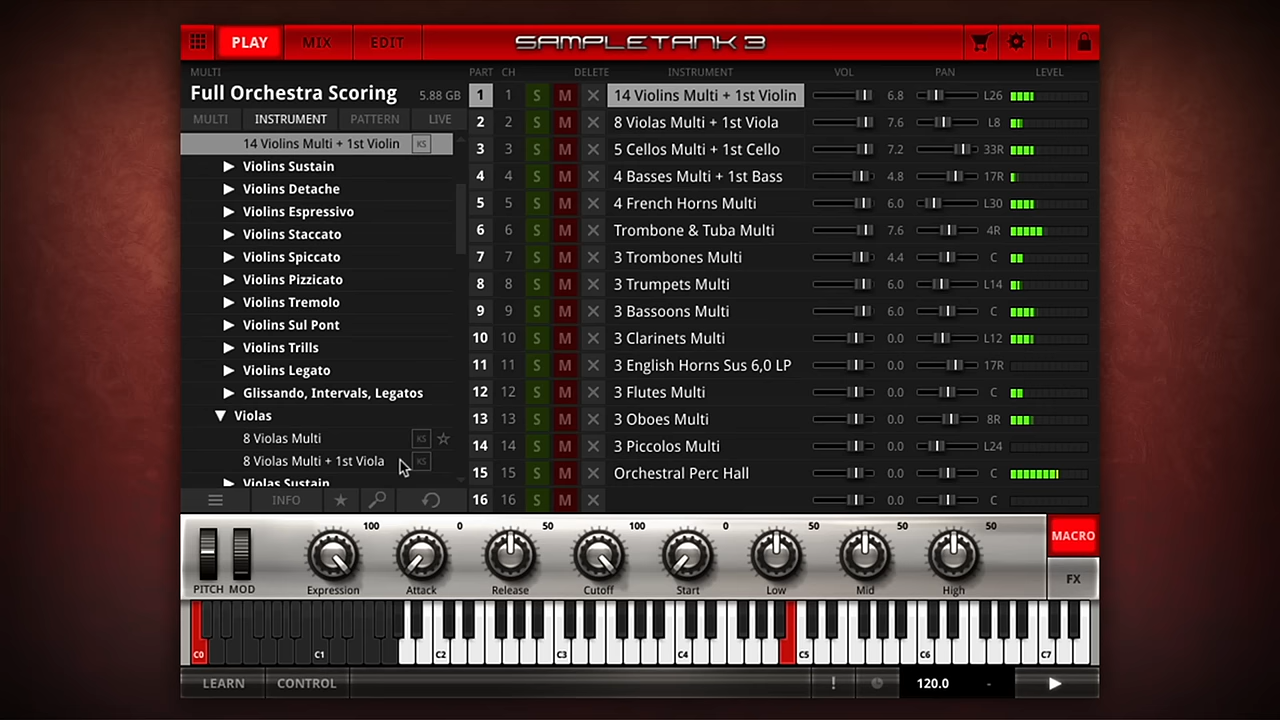 PLAY MIX EDIT SAMPLETANK 3 i
MULTI
Full Orchestra Scoring 5.88 GB
MULTI INSTRUMENT PATTERN LIVE
14 Violins Multi + 1st Violin KS
Violins Sustain
Violins Detache
Violins Espressivo
Violins Staccato
Violins Spiccato
Violins Pizzicato
Violins Tremolo
Violins Sul Pont
Violins Trills
Violins Legato
Glissando, Intervals, Legatos
Violas
8 Violas Multi KS
8 Violas Multi + 1st Viola KS
Violas Sustain
INFO
PART CH DELETE INSTRUMENT VOL PAN LEVEL
1 1 S M X 14 Violins Multi + 1st Violin 6.8 L26
2 2 S M X 8 Violas Multi + 1st Viola 7.6 L8
3 3 S M X 5 Cellos Multi + 1st Cello 7.2 33R
4 4 S M X 4 Basses Multi + 1st Bass 4.8 17R
5 5 S M X 4 French Horns Multi 6.0 L30
6 6 S M X Trombone & Tuba Multi 7.6 4R
7 7 S M X 3 Trombones Multi 4.4 C
8 8 S M X 3 Trumpets Multi 6.0 L14
9 9 S M X 3 Bassoons Multi 6.0 C
10 10 S M X 3 Clarinets Multi 0.0 L12
11 11 S M X 3 English Horns Sus 6,0 LP 0.0 17R
12 12 S M X 3 Flutes Multi 0.0 C
13 13 S M X 3 Oboes Multi 0.0 8R
14 14 S M X 3 Piccolos Multi 0.0 L24
15 15 S M X Orchestral Perc Hall 0.0 C
16 16 S M X 0.0 C
100 0 50 100 0 50 50 50
PITCH MOD Expression Attack Release Cutoff Start Low Mid High
MACRO
FX
C0 C1 C2 C3 C4 C5 C6 C7
LEARN CONTROL ! 120.0 -